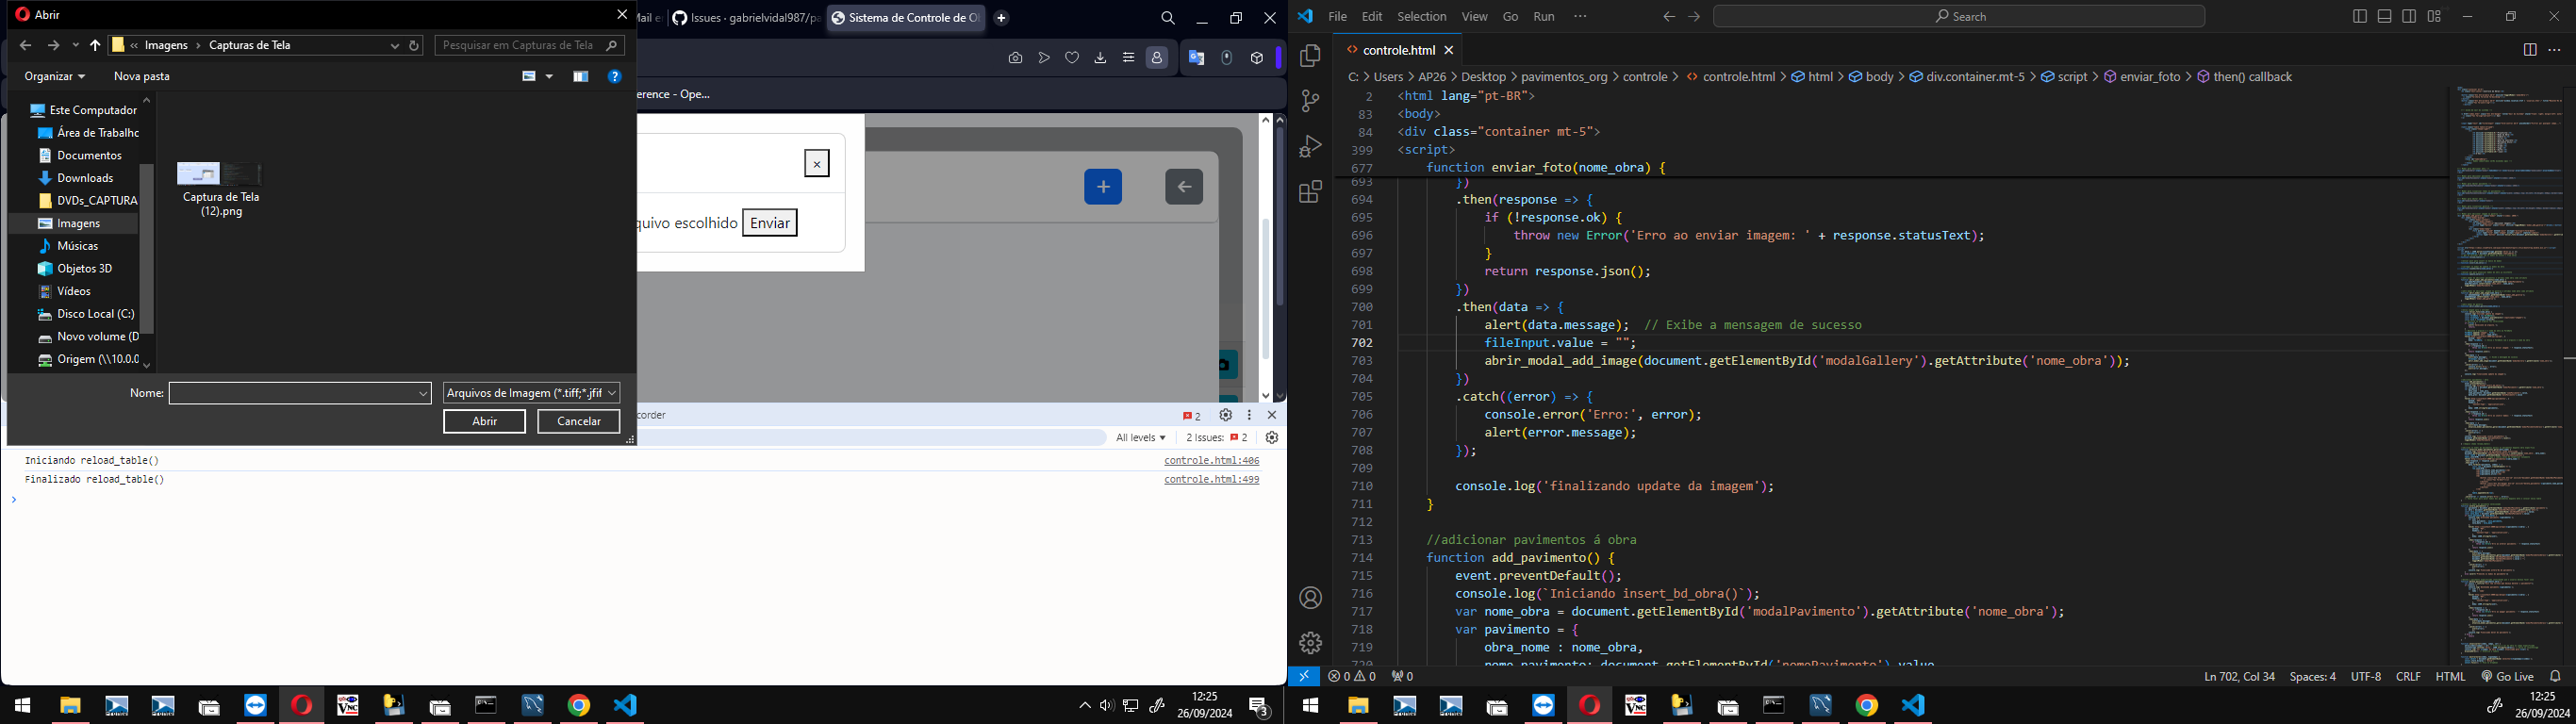 Abrir
Imagens
Capturas de Tela
Pesquisar em Capturas de Tela
Organizar
Nova pasta
Este Computador
Área de Trabalho
Documentos
Downloads
DVDs_CAPTURA
Imagens
Músicas
Objetos 3D
Vídeos
Disco Local (C:)
Novo volume (D
Origem (\\10.0.0
Captura de Tela
(12).png
Nome:
Arquivos de Imagem (*.tiff;*.jfif
Abrir
Cancelar
Issues · gabrielvidal987/pa
Sistema de Controle de O
erence - Ope...
×
quivo escolhido
Enviar
corder
2
All levels
2 Issues:
2
Iniciando reload_table()
controle.html:406
Finalizado reload_table()
controle.html:499
12:25
26/09/2024
3
File
Edit
Selection
View
Go
Run
Search
controle.html
C: > Users > AP26 > Desktop > pavimentos_org > controle > controle.html > html > body > div.container.mt-5 > script > enviar_foto > then() callback
2 <html lang="pt-BR">
83 <body>
84 <div class="container mt-5">
399 <script>
677 function enviar_foto(nome_obra) {
693 })
694 .then(response => {
695 if (!response.ok) {
696 throw new Error('Erro ao enviar imagem: ' + response.statusText);
697 }
698 return response.json();
699 })
700 .then(data => {
701 alert(data.message); // Exibe a mensagem de sucesso
702 fileInput.value = "";
703 abrir_modal_add_image(document.getElementById('modalGallery').getAttribute('nome_obra'));
704 })
705 .catch((error) => {
706 console.error('Erro:', error);
707 alert(error.message);
708 });
709
710 console.log('finalizando update da imagem');
711 }
712
713 //adicionar pavimentos á obra
714 function add_pavimento() {
715 event.preventDefault();
716 console.log(`Iniciando insert_bd_obra()`);
717 var nome_obra = document.getElementById('modalPavimento').getAttribute('nome_obra');
718 var pavimento = {
719 obra_nome : nome_obra,
720 nome_pavimento: document.getElementById('nomePavimento').value
0
0
0
Ln 702, Col 34
Spaces: 4
UTF-8
CRLF
HTML
Go Live
12:25
26/09/2024